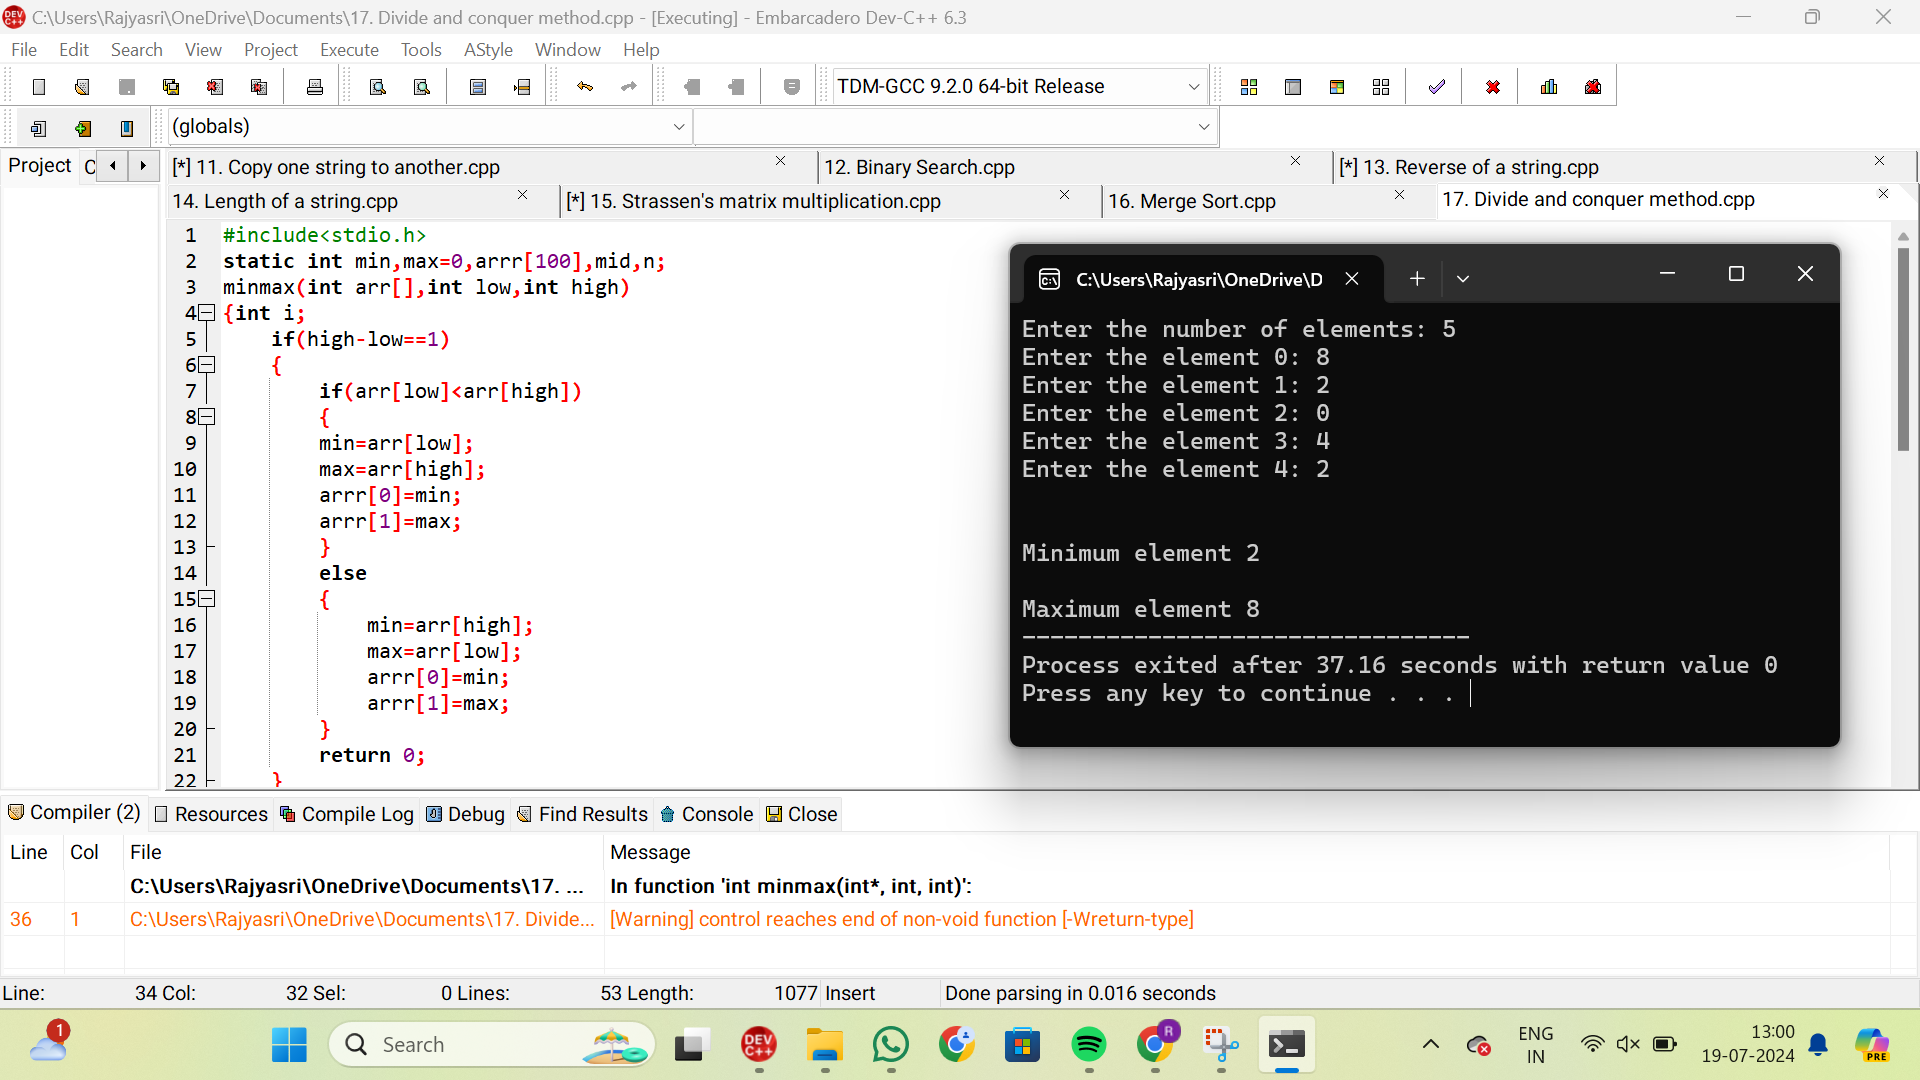 C:\Users\Rajyasri\OneDrive\Documents\17. Divide and conquer method.cpp - [Executing] - Embarcadero Dev-C++ 6.3
File Edit Search View Project Execute Tools AStyle Window Help
TDM-GCC 9.2.0 64-bit Release
(globals)
Project C
[*] 11. Copy one string to another.cpp
12. Binary Search.cpp
[*] 13. Reverse of a string.cpp
14. Length of a string.cpp
[*] 15. Strassen's matrix multiplication.cpp
16. Merge Sort.cpp
17. Divide and conquer method.cpp
1 #include<stdio.h>
2 static int min,max=0,arrr[100],mid,n;
3 minmax(int arr[],int low,int high)
4 {int i;
5 if(high-low==1)
6 {
7 if(arr[low]<arr[high])
8 {
9 min=arr[low];
10 max=arr[high];
11 arrr[0]=min;
12 arrr[1]=max;
13 }
14 else
15 {
16 min=arr[high];
17 max=arr[low];
18 arrr[0]=min;
19 arrr[1]=max;
20 }
21 return 0;
22 }
C:\Users\Rajyasri\OneDrive\D
Enter the number of elements: 5
Enter the element 0: 8
Enter the element 1: 2
Enter the element 2: 0
Enter the element 3: 4
Enter the element 4: 2
Minimum element 2
Maximum element 8
--------------------------------
Process exited after 37.16 seconds with return value 0
Press any key to continue . . .
Compiler (2) Resources Compile Log Debug Find Results Console Close
Line Col File Message
C:\Users\Rajyasri\OneDrive\Documents\17. ... In function 'int minmax(int*, int, int)':
36 1 C:\Users\Rajyasri\OneDrive\Documents\17. Divide... [Warning] control reaches end of non-void function [-Wreturn-type]
Line: 34 Col: 32 Sel: 0 Lines: 53 Length: 1077 Insert Done parsing in 0.016 seconds
1
Search
DEV C++
R
ENG
IN
13:00
19-07-2024
PRE